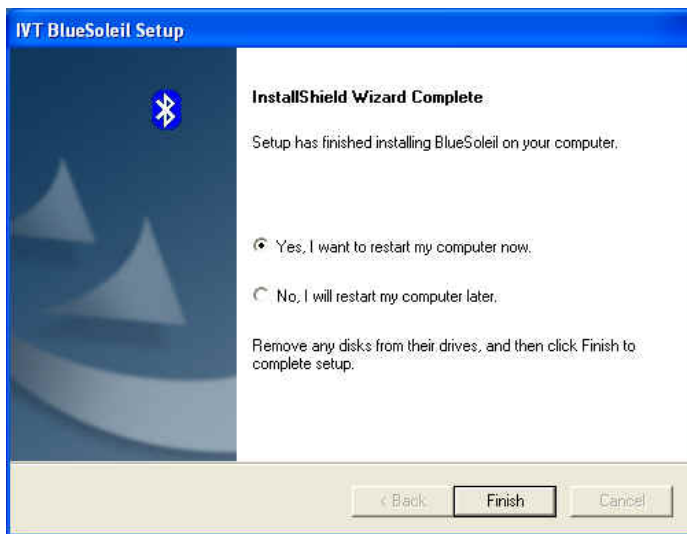 IVT BlueSoleil Setup
InstallShield Wizard Complete
Setup has finished installing BlueSoleil on your computer.
Yes, I want to restart my computer now.
No, I will restart my computer later.
Remove any disks from their drives, and then click Finish to
complete setup.
< Back Finish Cancel